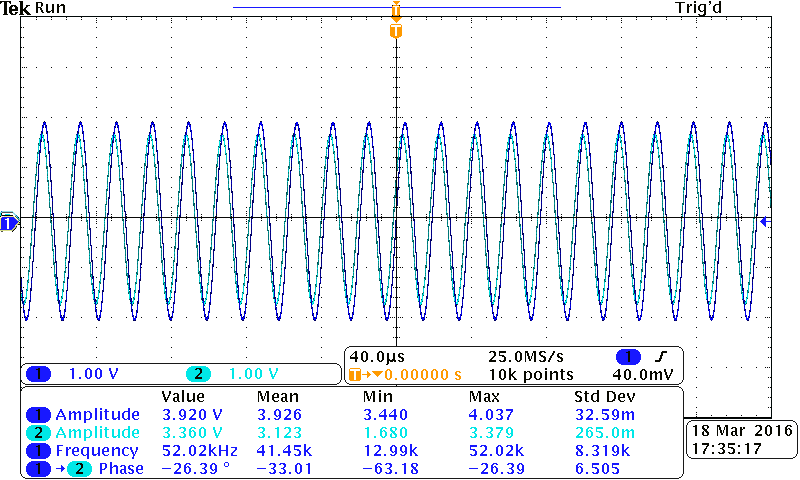 Tek Run Trig'd
T
T
1
1 1.00 V 2 1.00 V
40.0µs 25.0MS/s 1
T→▼0.00000 s 10k points 40.0mV
Value Mean Min Max Std Dev
1 Amplitude 3.920 V 3.926 3.440 4.037 32.59m
2 Amplitude 3.360 V 3.123 1.680 3.379 265.0m
1 Frequency 52.02kHz 41.45k 12.99k 52.02k 8.319k
1 →2 Phase −26.39 ° −33.01 −63.18 −26.39 6.505
18 Mar 2016
17:35:17